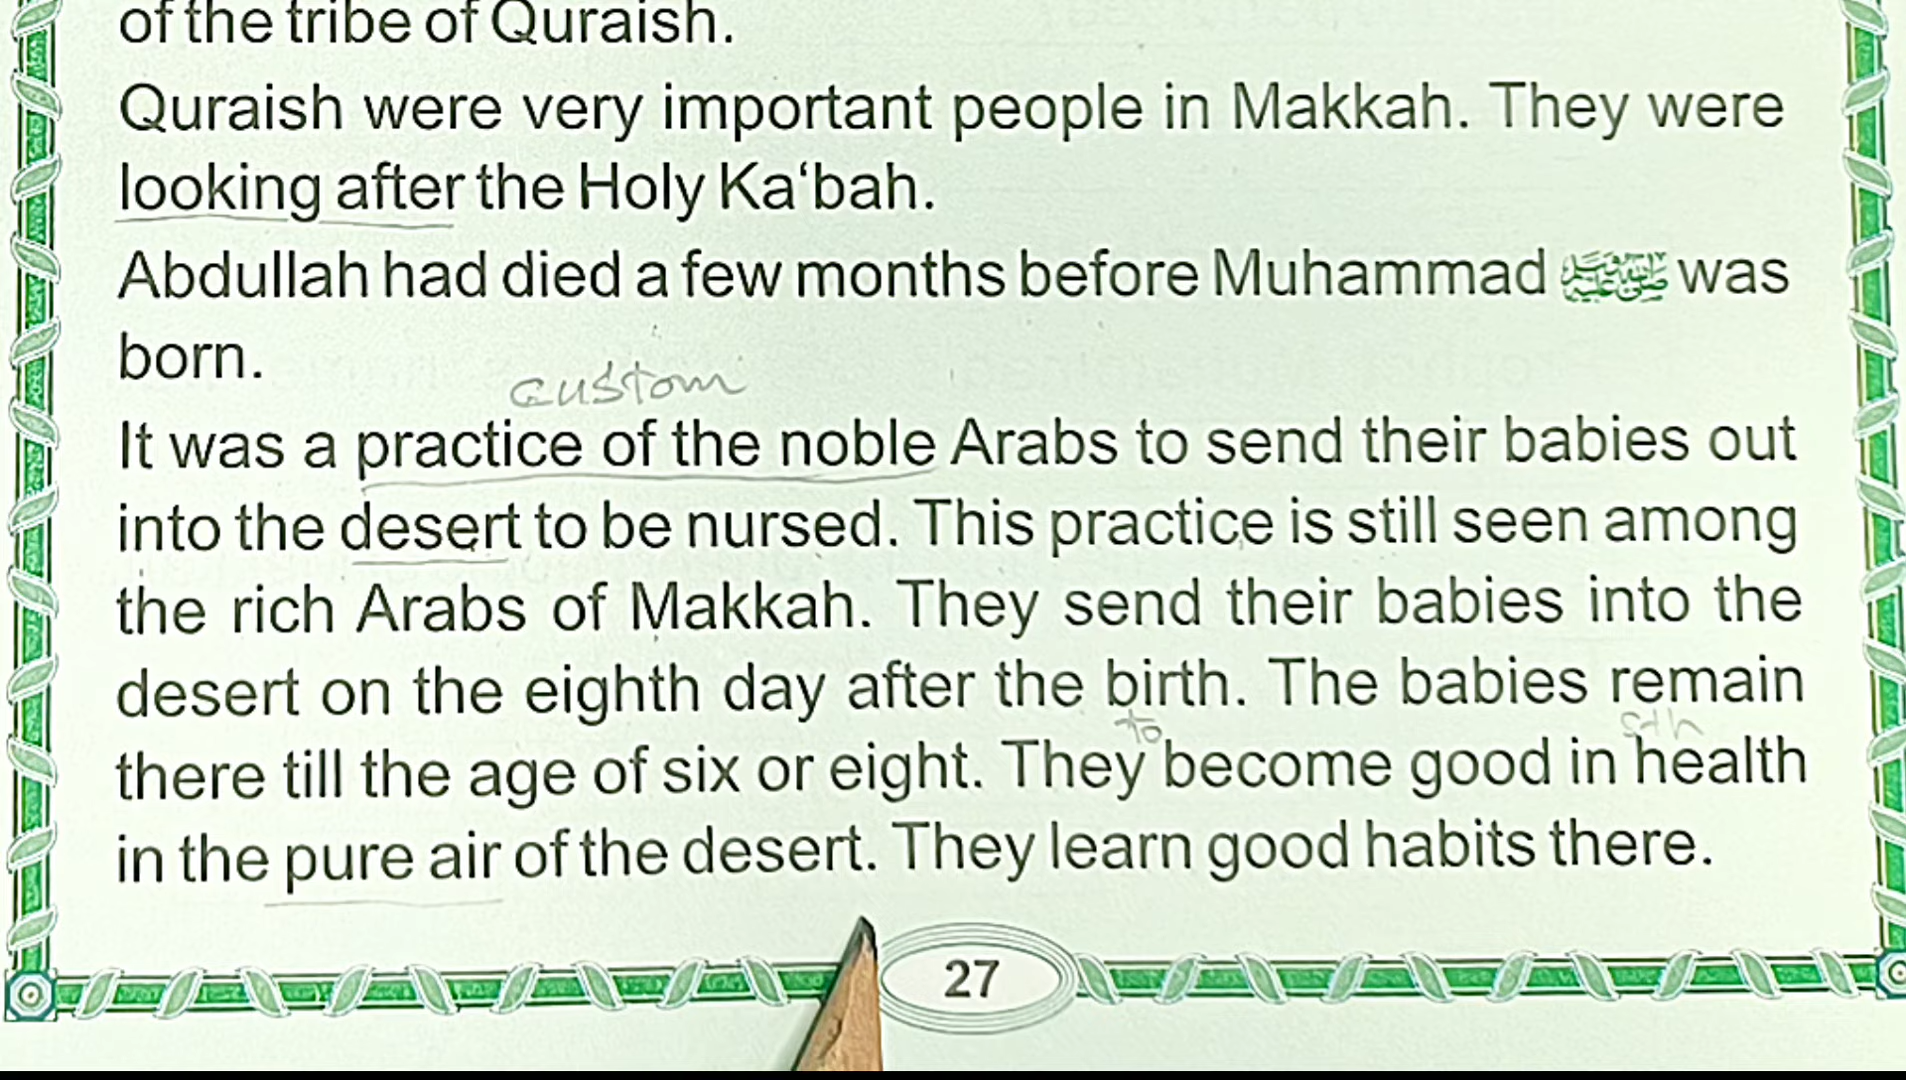 of the tribe of Quraish.
Quraish were very important people in Makkah. They were
looking after the Holy Ka‘bah.
Abdullah had died a few months before Muhammad ﷺ was
born.
custom
It was a practice of the noble Arabs to send their babies out
into the desert to be nursed. This practice is still seen among
the rich Arabs of Makkah. They send their babies into the
desert on the eighth day after the birth. The babies remain
to
there till the age of six or eight. They become good in health
in the pure air of the desert. They learn good habits there.
27